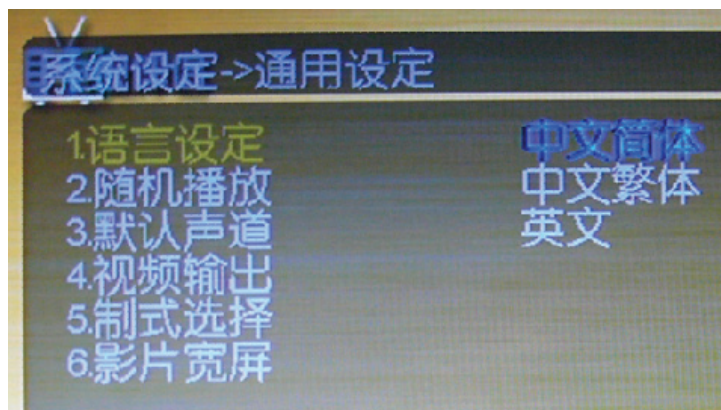 系统设定->通用设定
1.语言设定 中文简体
2.随机播放 中文繁体
3.默认声道 英文
4.视频输出
5.制式选择
6.影片宽屏